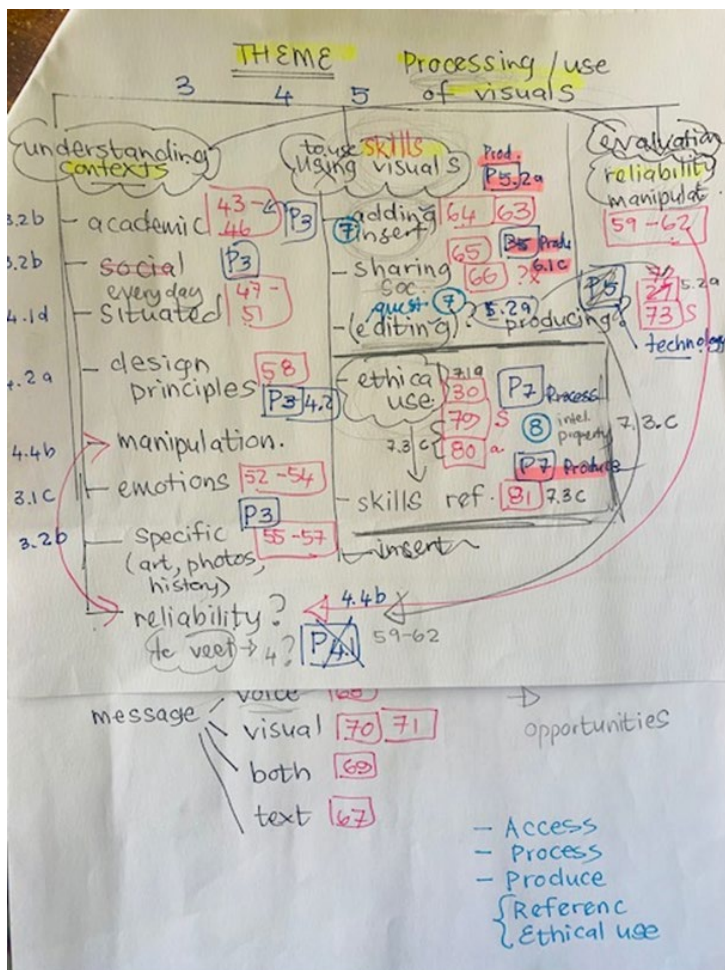 THEME
Processing/use
of visuals
3 4 5
understanding
contexts
3.2b - academic 43-46 P3
3.2b - social P3
everyday
4.1d - situated 47-51
4.2a - design
principles 58
P3 4.2
4.4b - manipulation.
3.1c - emotions 52-54
P3
3.2b - specific 55-57
(art, photos,
history)
reliability?
4?
P4.1
4.4b
59-62
to use skills
using visuals
Prod.
P5.2a
- adding 64 63
7 insert
- sharing 65
soc. 66 ?
Produ
6.1c
7
- (editing)? 5.2a producing?
- ethical
use 7.1a
30 P7 Process
79 S
8 intel.
property
7.3c 80 a
P7 Produce
- skills ref. 81 7.3c
- insert
evaluation
reliability
manipulat
59-62
P5
5.2a
73 S
technology
7.3.c
message
voice 68
visual 70 71
both 69
text 67
opportunities
- Access
- Process
- Produce
{Referenc
Ethical use